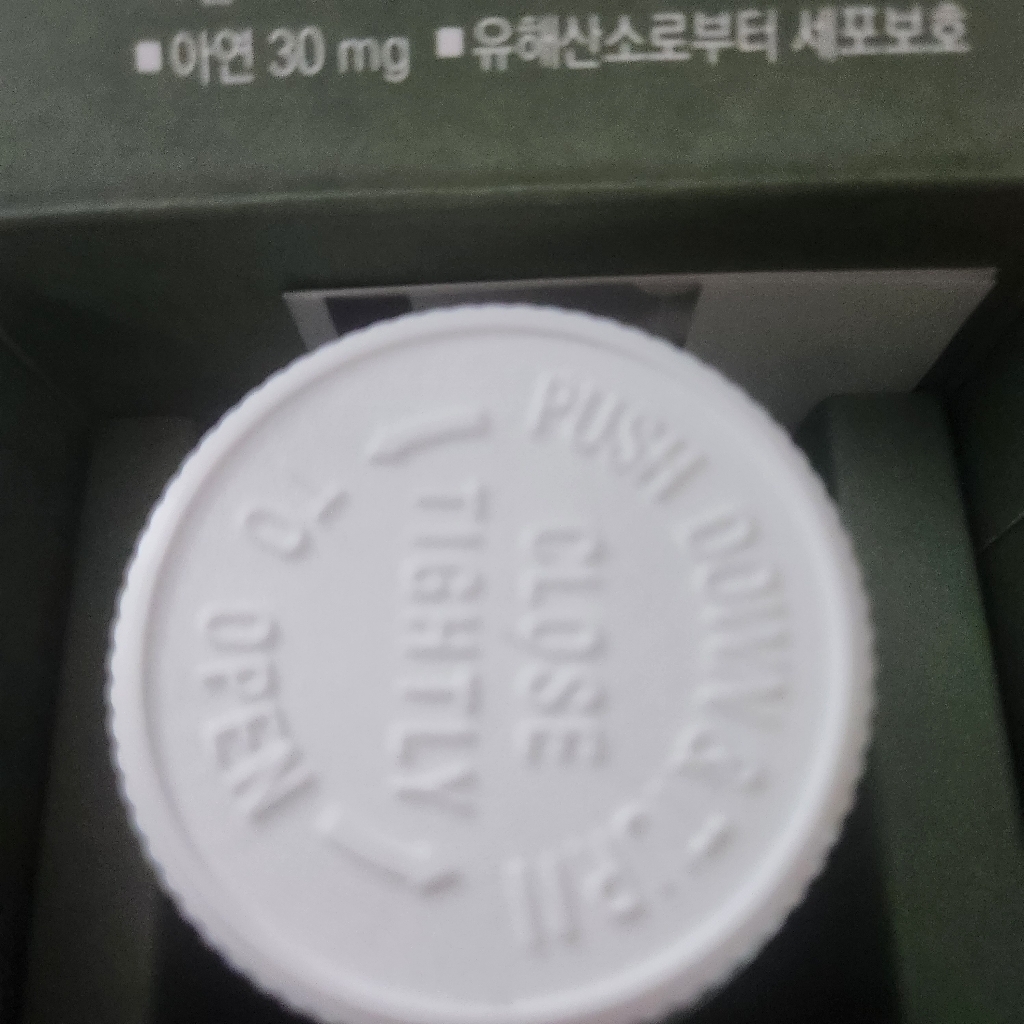 ■아연 30 mg ■유해산소로부터 세포보호
PUSH DOWN &
TO OPEN
CLOSE
TIGHTLY